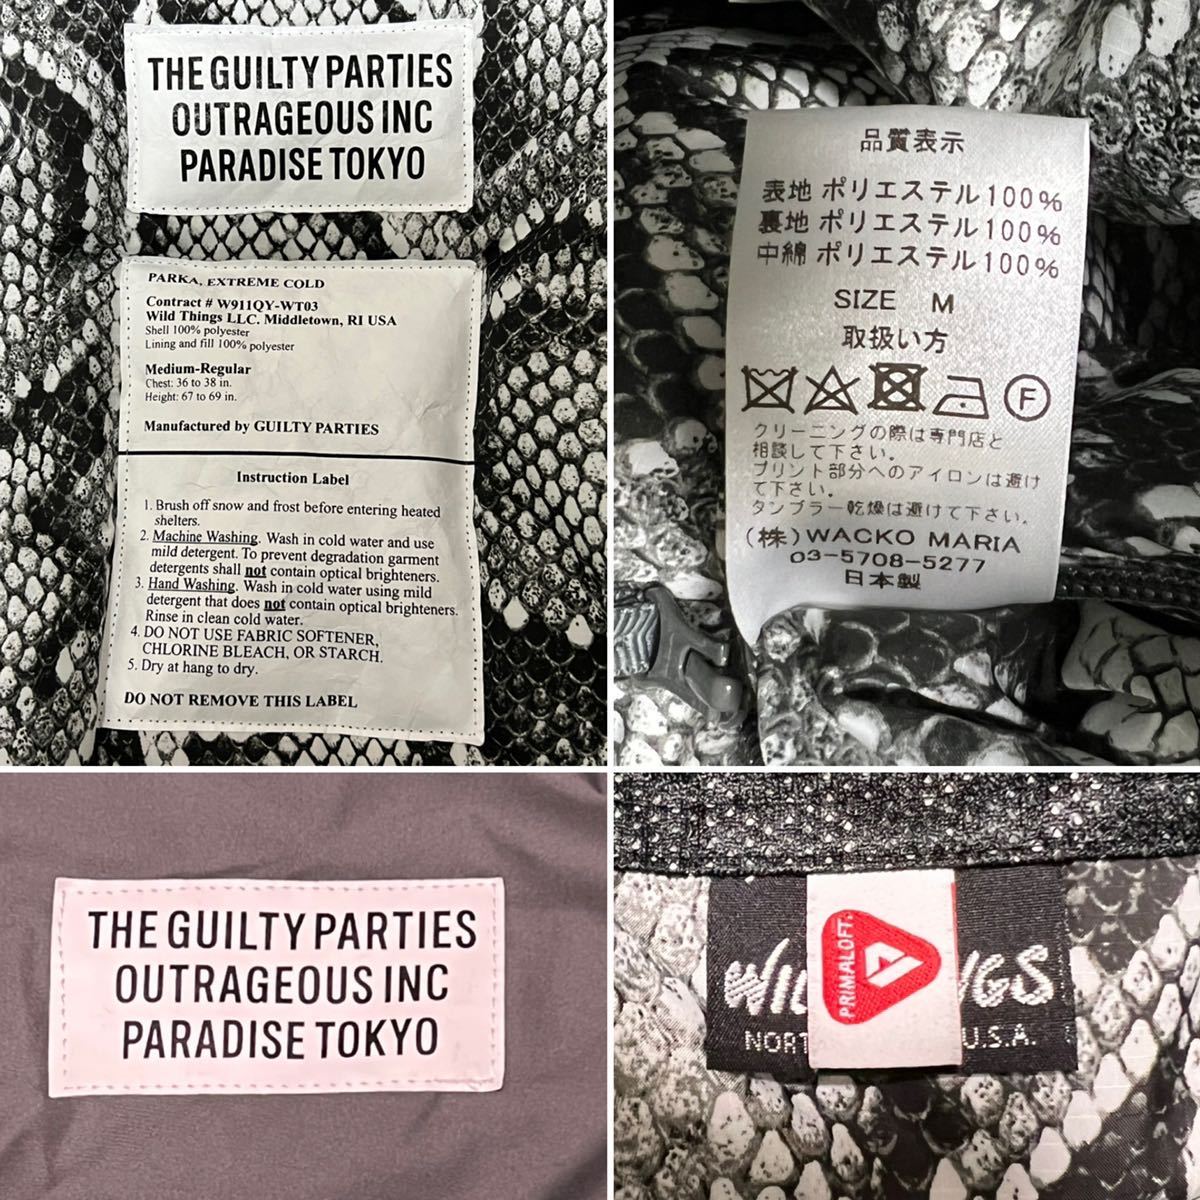 THE GUILTY PARTIES
OUTRAGEOUS INC
PARADISE TOKYO
PARKA, EXTREME COLD
Contract # W911QY-WT03
Wild Things LLC. Middletown, RI USA
Shell 100% polyester
Lining and fill 100% polyester
Medium-Regular
Chest: 36 to 38 in.
Height: 67 to 69 in.
Manufactured by GUILTY PARTIES
Instruction Label
1. Brush off snow and frost before entering heated
shelters.
2. Machine Washing. Wash in cold water and use
mild detergent. To prevent degradation garment
detergents shall not contain optical brighteners.
3. Hand Washing. Wash in cold water using mild
detergent that does not contain optical brighteners.
Rinse in clean cold water.
4. DO NOT USE FABRIC SOFTENER,
CHLORINE BLEACH, OR STARCH.
5. Dry at hang to dry.
DO NOT REMOVE THIS LABEL
品質表示
表地 ポリエステル100%
裏地 ポリエステル100%
中綿 ポリエステル100%
SIZE M
取扱い方
F
クリーニングの際は専門店と
相談して下さい。
プリント部分へのアイロンは避け
て下さい。
タンブラー乾燥は避けて下さい。
(株)WACKO MARIA
03-5708-5277
日本製
THE GUILTY PARTIES
OUTRAGEOUS INC
PARADISE TOKYO
PRIMALOFT
U.S.A.